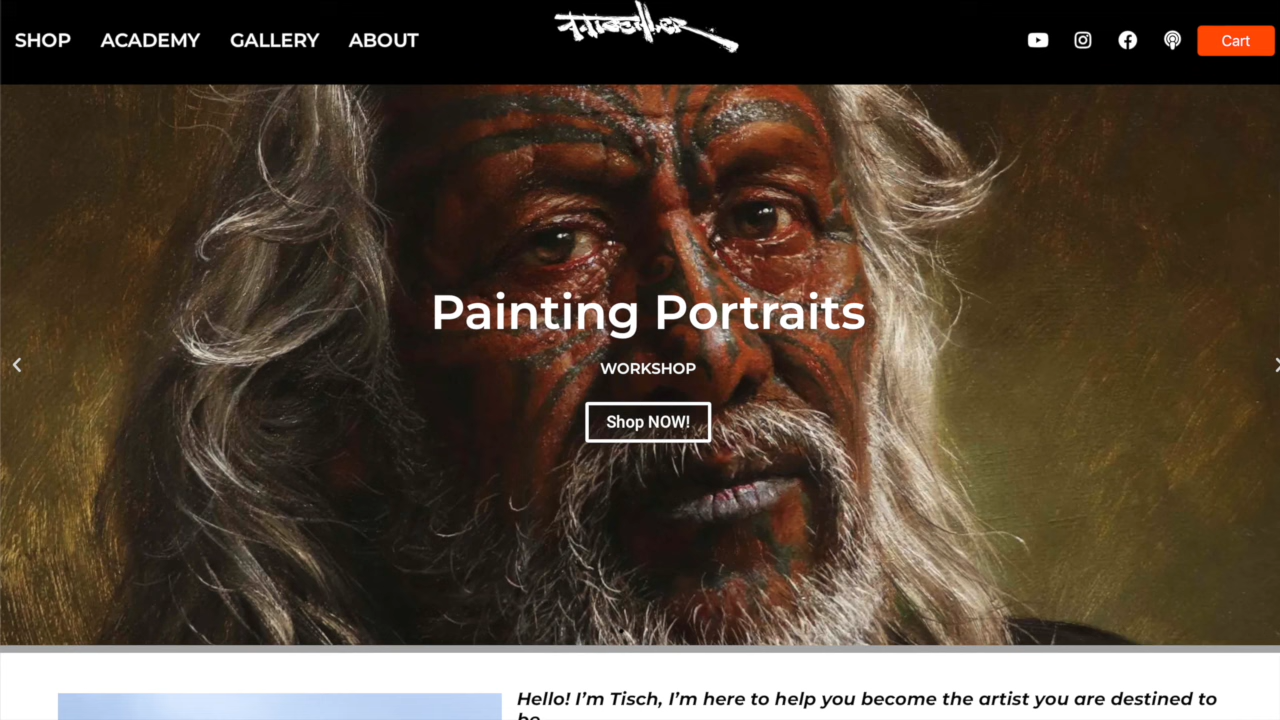 SHOP ACADEMY GALLERY ABOUT
Cart
Painting Portraits
WORKSHOP
Shop NOW!
Hello! I’m Tisch, I’m here to help you become the artist you are destined to
be